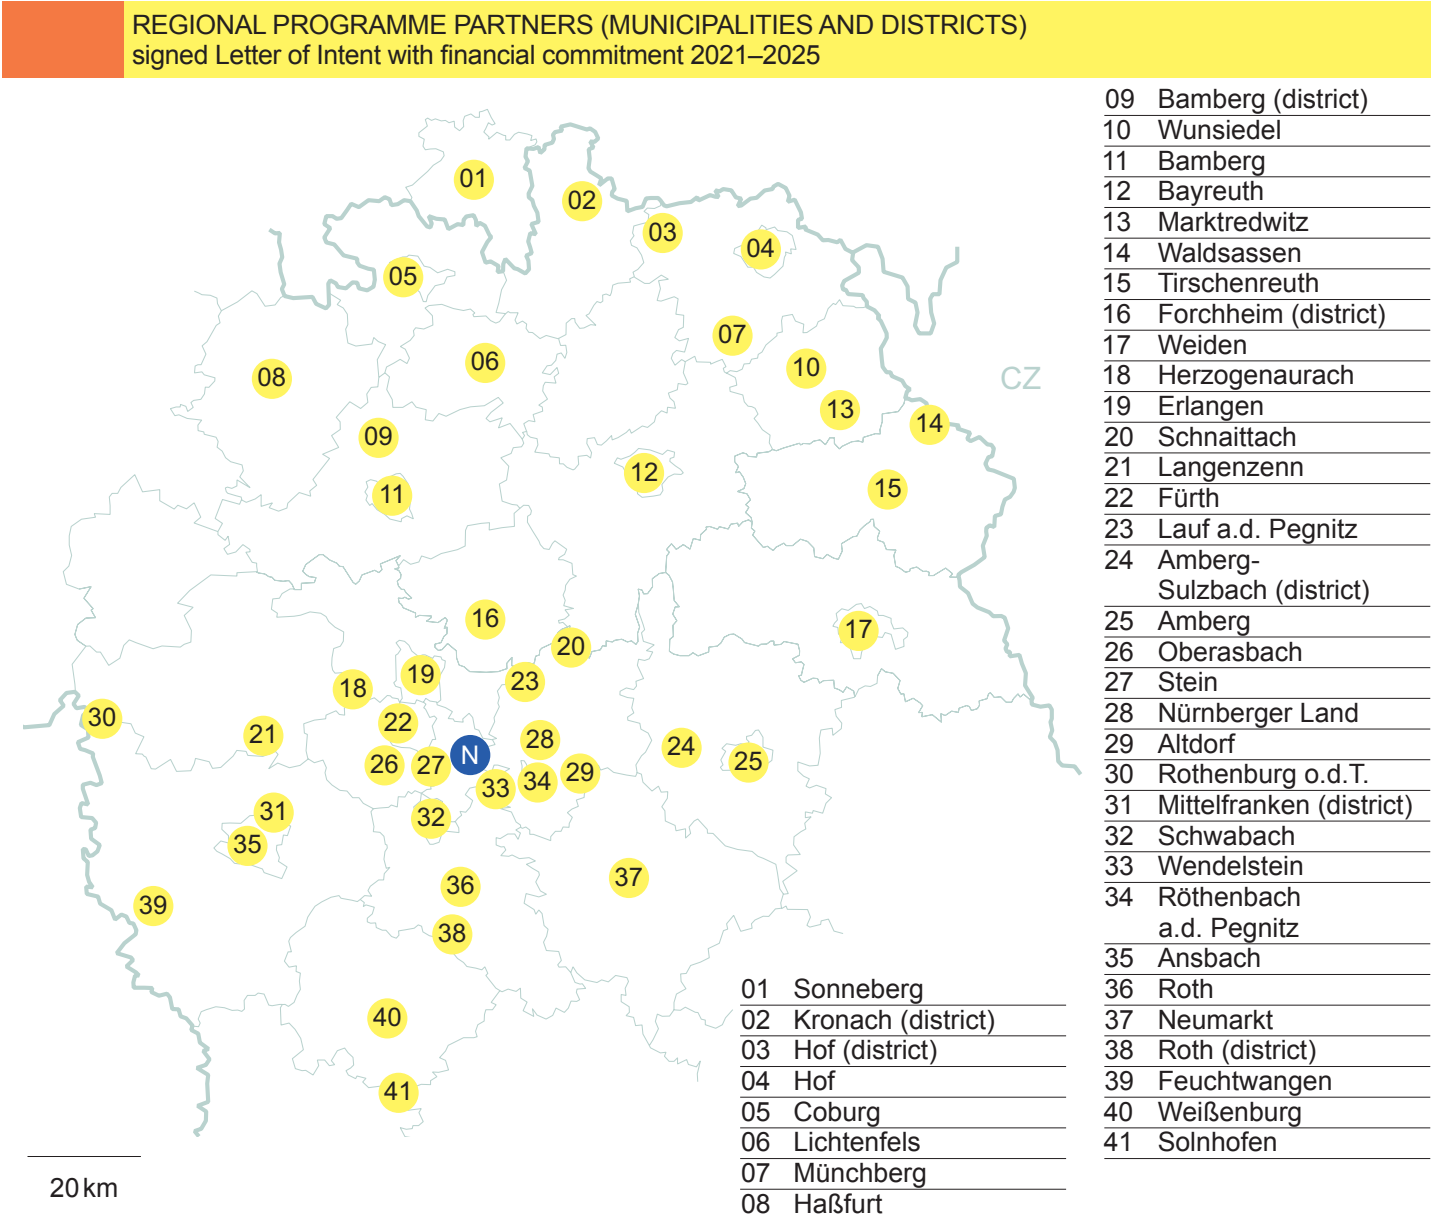 REGIONAL PROGRAMME PARTNERS (MUNICIPALITIES AND DISTRICTS)
signed Letter of Intent with financial commitment 2021–2025
01
02
03
04
05
06
07
08
09
10
11
12
13
14
15
16
17
18
19
20
21
22
23
24
25
26
27
28
29
30
31
32
33
34
35
36
37
38
39
40
41
N
CZ
20 km
01 Sonneberg
02 Kronach (district)
03 Hof (district)
04 Hof
05 Coburg
06 Lichtenfels
07 Münchberg
08 Haßfurt
09 Bamberg (district)
10 Wunsiedel
11 Bamberg
12 Bayreuth
13 Marktredwitz
14 Waldsassen
15 Tirschenreuth
16 Forchheim (district)
17 Weiden
18 Herzogenaurach
19 Erlangen
20 Schnaittach
21 Langenzenn
22 Fürth
23 Lauf a.d. Pegnitz
24 Amberg-
Sulzbach (district)
25 Amberg
26 Oberasbach
27 Stein
28 Nürnberger Land
29 Altdorf
30 Rothenburg o.d.T.
31 Mittelfranken (district)
32 Schwabach
33 Wendelstein
34 Röthenbach
a.d. Pegnitz
35 Ansbach
36 Roth
37 Neumarkt
38 Roth (district)
39 Feuchtwangen
40 Weißenburg
41 Solnhofen